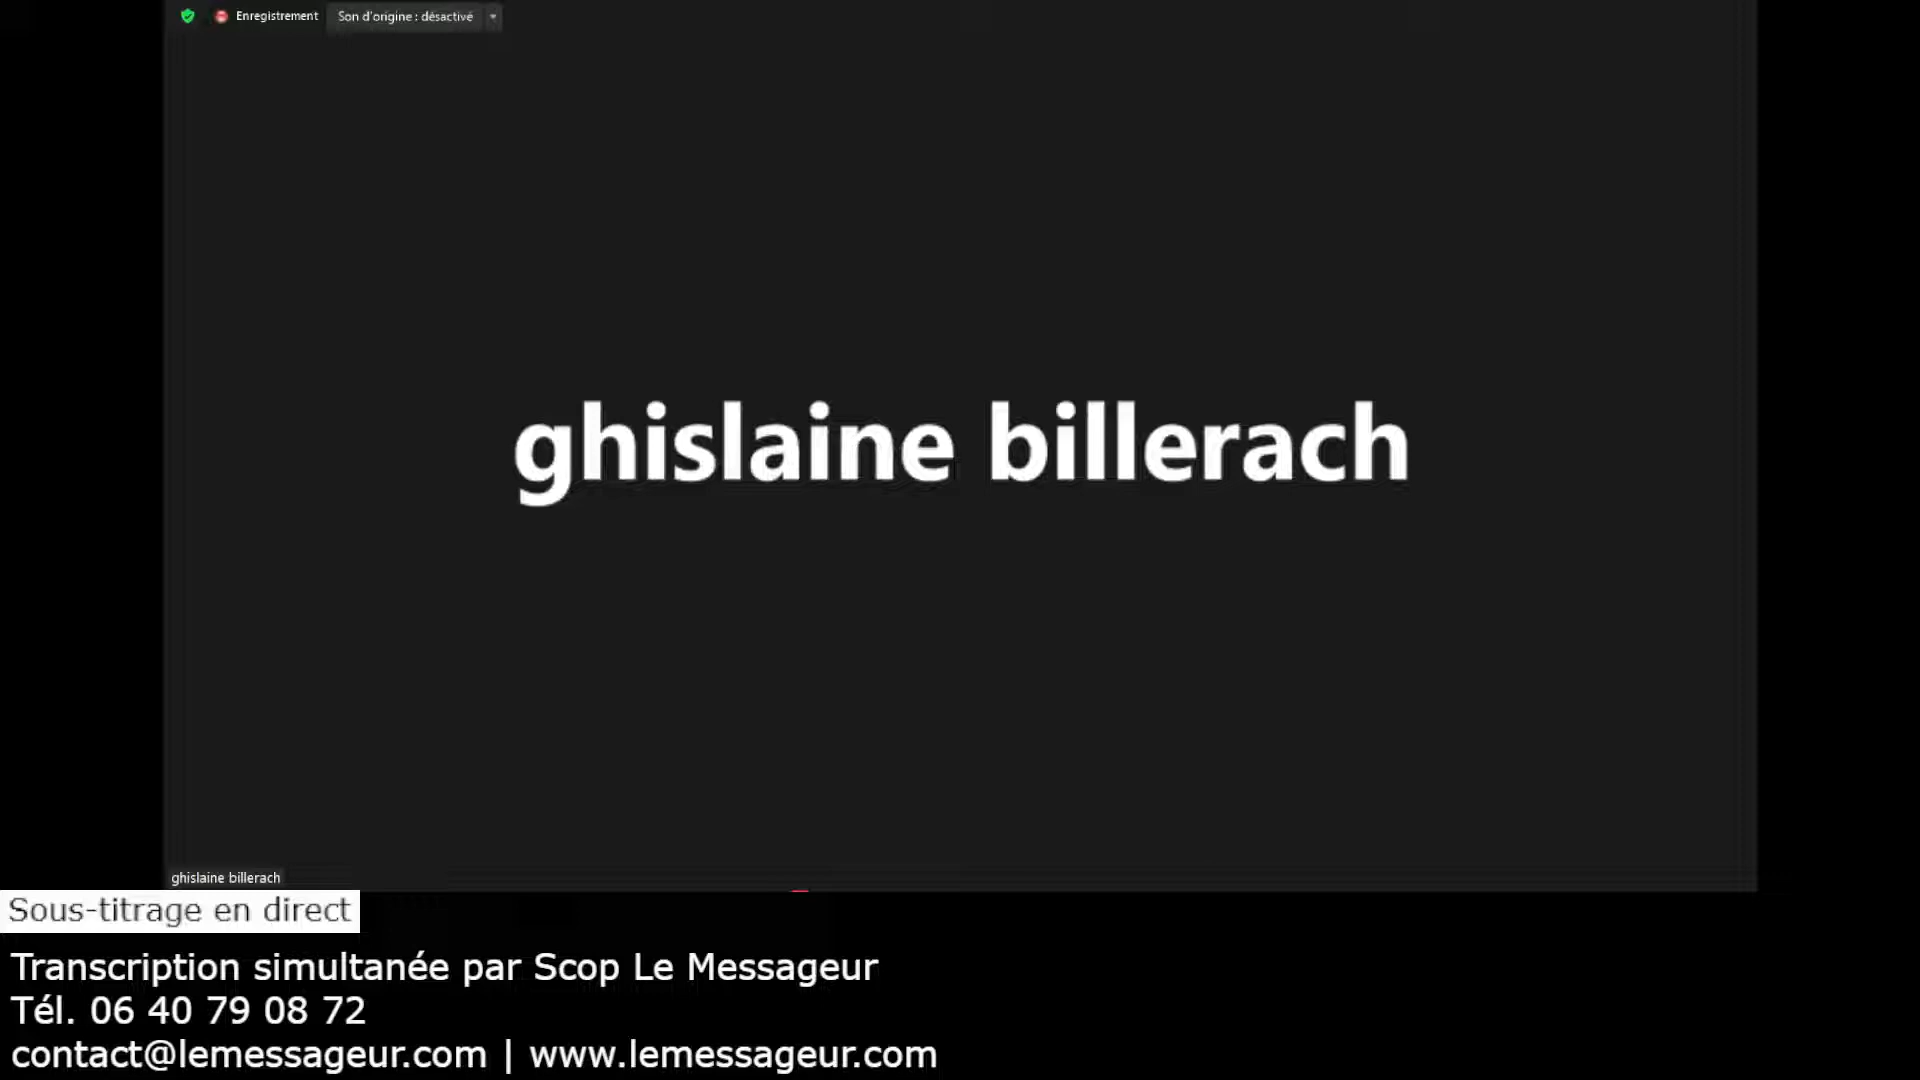 Enregistrement Son d'origine : désactivé
ghislaine billerach
ghislaine billerach
Sous-titrage en direct
Transcription simultanée par Scop Le Messageur
Tél. 06 40 79 08 72
contact@lemessageur.com | www.lemessageur.com